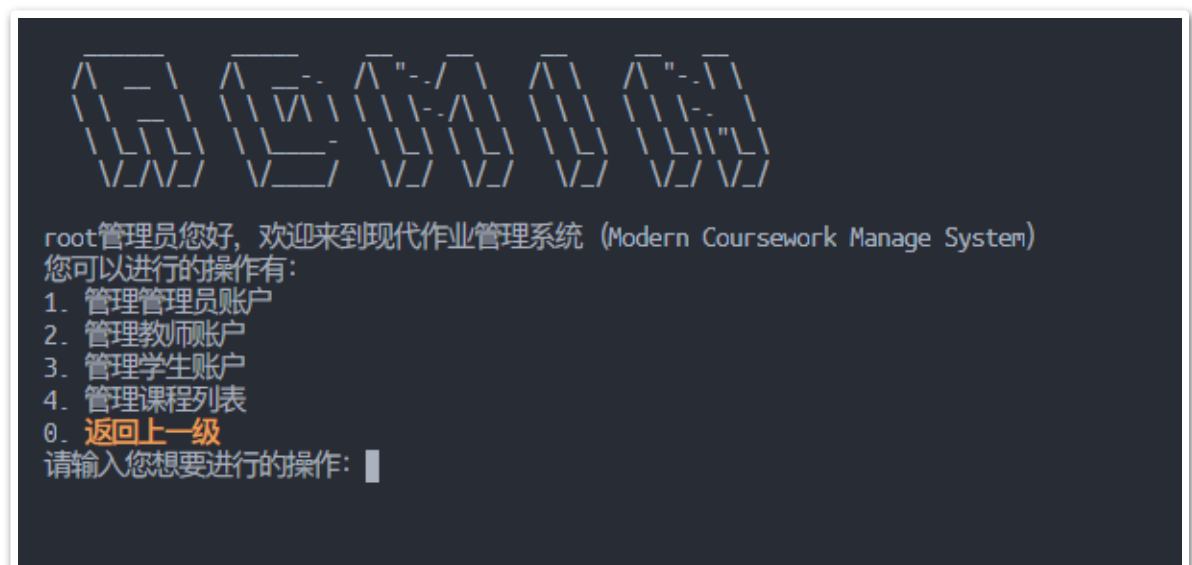 ADMIN
root管理员您好，欢迎来到现代作业管理系统（Modern Coursework Manage System）
您可以进行的操作有：
1. 管理管理员账户
2. 管理教师账户
3. 管理学生账户
4. 管理课程列表
0. 返回上一级
请输入您想要进行的操作：